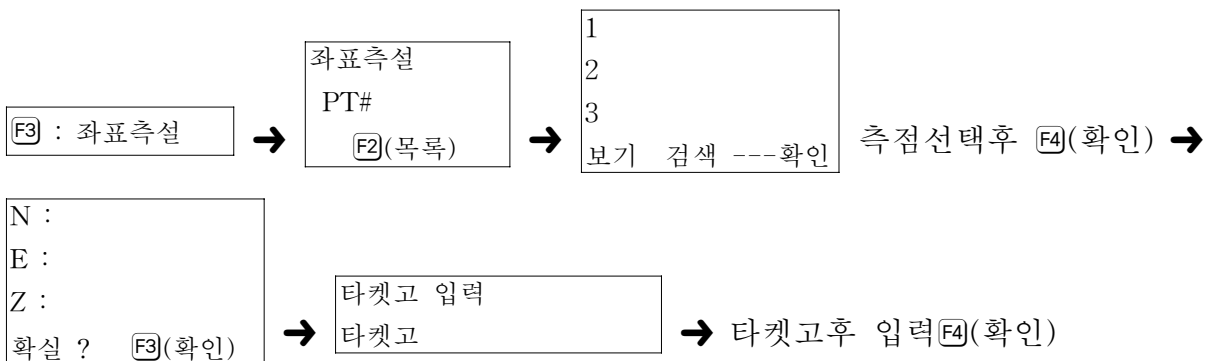 F3 : 좌표측설
좌표측설
PT#
F2(목록)
1
2
3
보기 검색 ---확인
측점선택후 F4(확인)
N :
E :
Z :
확실 ? F3(확인)
타켓고 입력
타켓고
타켓고후 입력F4(확인)